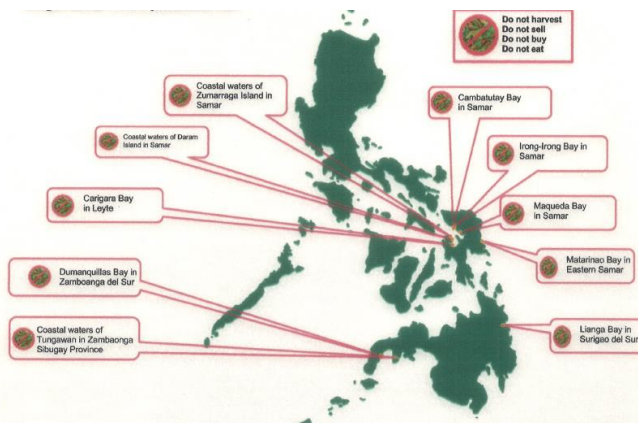 Do not harvest
Do not sell
Do not buy
Do not eat
Coastal waters of
Zumarraga Island in
Samar
Cambatutay Bay
in Samar
Coastal waters of Daram
Island in Samar
Irong-Irong Bay in
Samar
Carigara Bay
in Leyte
Maqueda Bay
in Samar
Matarinao Bay in
Eastern Samar
Dumanquillas Bay in
Zamboanga del Sur
Coastal waters of
Tungawan in Zambaonga
Sibugay Province
Lianga Bay in
Surigao del Sur